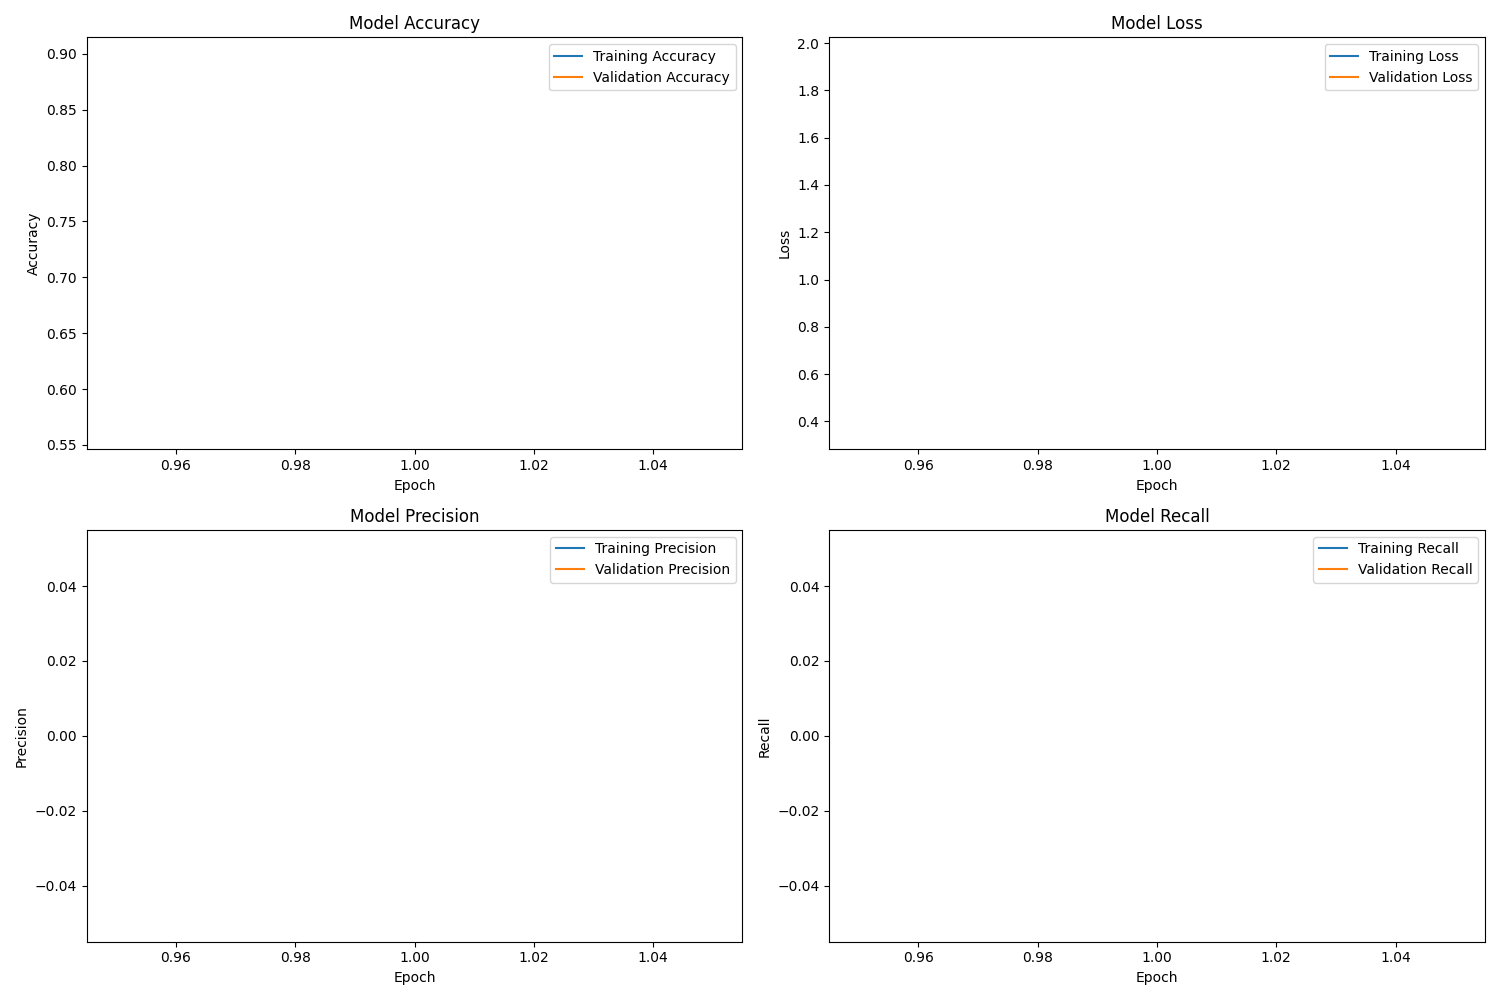 Model Accuracy
Training Accuracy
Validation Accuracy
0.90
0.85
0.80
0.75
0.70
0.65
0.60
0.55
Accuracy
0.96 0.98 1.00 1.02 1.04
Epoch
Model Loss
Training Loss
Validation Loss
2.0
1.8
1.6
1.4
1.2
1.0
0.8
0.6
0.4
Loss
0.96 0.98 1.00 1.02 1.04
Epoch
Model Precision
Training Precision
Validation Precision
0.04
0.02
0.00
−0.02
−0.04
Precision
0.96 0.98 1.00 1.02 1.04
Epoch
Model Recall
Training Recall
Validation Recall
0.04
0.02
0.00
−0.02
−0.04
Recall
0.96 0.98 1.00 1.02 1.04
Epoch